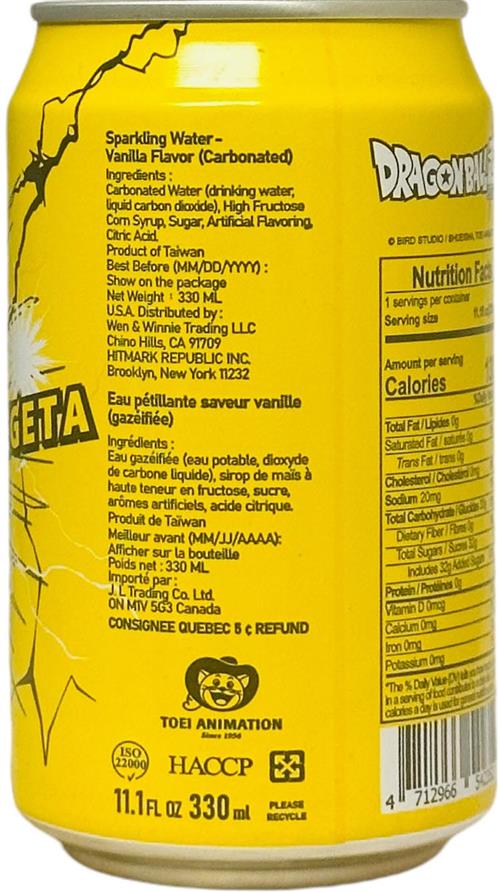 Sparkling Water -
Vanilla Flavor (Carbonated)
Ingredients :
Carbonated Water (drinking water,
liquid carbon dioxide), High Fructose
Corn Syrup, Sugar, Artificial Flavoring,
Citric Acid.
Product of Taiwan
Best Before (MM/DD/YYYY) :
Show on the package
Net Weight : 330 ML
U.S.A. Distributed by :
Wen & Winnie Trading LLC
Chino Hills, CA 91709
HITMARK REPUBLIC INC.
Brooklyn, New York 11232
Eau pétillante saveur vanille
(gazéifiée)
Ingrédients :
Eau gazéifiée (eau potable, dioxyde
de carbone liquide), sirop de maïs à
haute teneur en fructose, sucre,
arômes artificiels, acide citrique.
Produit de Taïwan
Meilleur avant (MM/JJ/AAAA):
Afficher sur la bouteille
Poids net : 330 ML
Importé par :
J. L Trading Co. Ltd.
ON M1V 5G3 Canada
CONSIGNEE QUEBEC 5 ¢ REFUND
TOEI ANIMATION
Since 1956
ISO
22000
HACCP
11.1 FL OZ 330 ml
PLEASE
RECYCLE
GETA
DRAGON BALL
© BIRD STUDIO / SHUEISHA, TOEI
Nutrition Facts
1 servings per container
Serving size 11.1
Amount per serving
Calories
Total Fat / Lipides 0g
Saturated Fat / saturés 0g
Trans Fat / trans 0g
Cholesterol / Cholestérol 0mg
Sodium 20mg
Total Carbohydrate / Glucides
Dietary Fiber / Fibres 0g
Total Sugars / Sucres 32g
Includes 32g Added Sugars
Protein / Protéines 0g
Vitamin D 0mcg
Calcium 0mg
Iron 0mg
Potassium 0mg
*The % Daily Value (DV) tells you how
in a serving of food contributes to
calories a day is used for general
4 712966